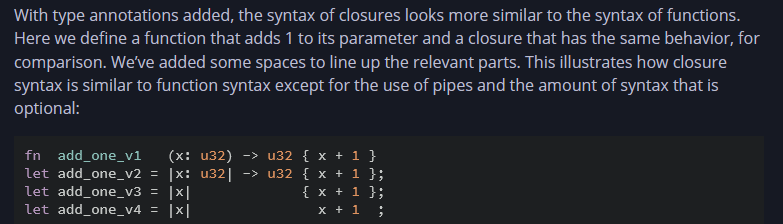 With type annotations added, the syntax of closures looks more similar to the syntax of functions.
Here we define a function that adds 1 to its parameter and a closure that has the same behavior, for
comparison. We’ve added some spaces to line up the relevant parts. This illustrates how closure
syntax is similar to function syntax except for the use of pipes and the amount of syntax that is
optional:
fn  add_one_v1   (x: u32) -> u32 { x + 1 }
let add_one_v2 = |x: u32| -> u32 { x + 1 };
let add_one_v3 = |x|             { x + 1 };
let add_one_v4 = |x|               x + 1  ;